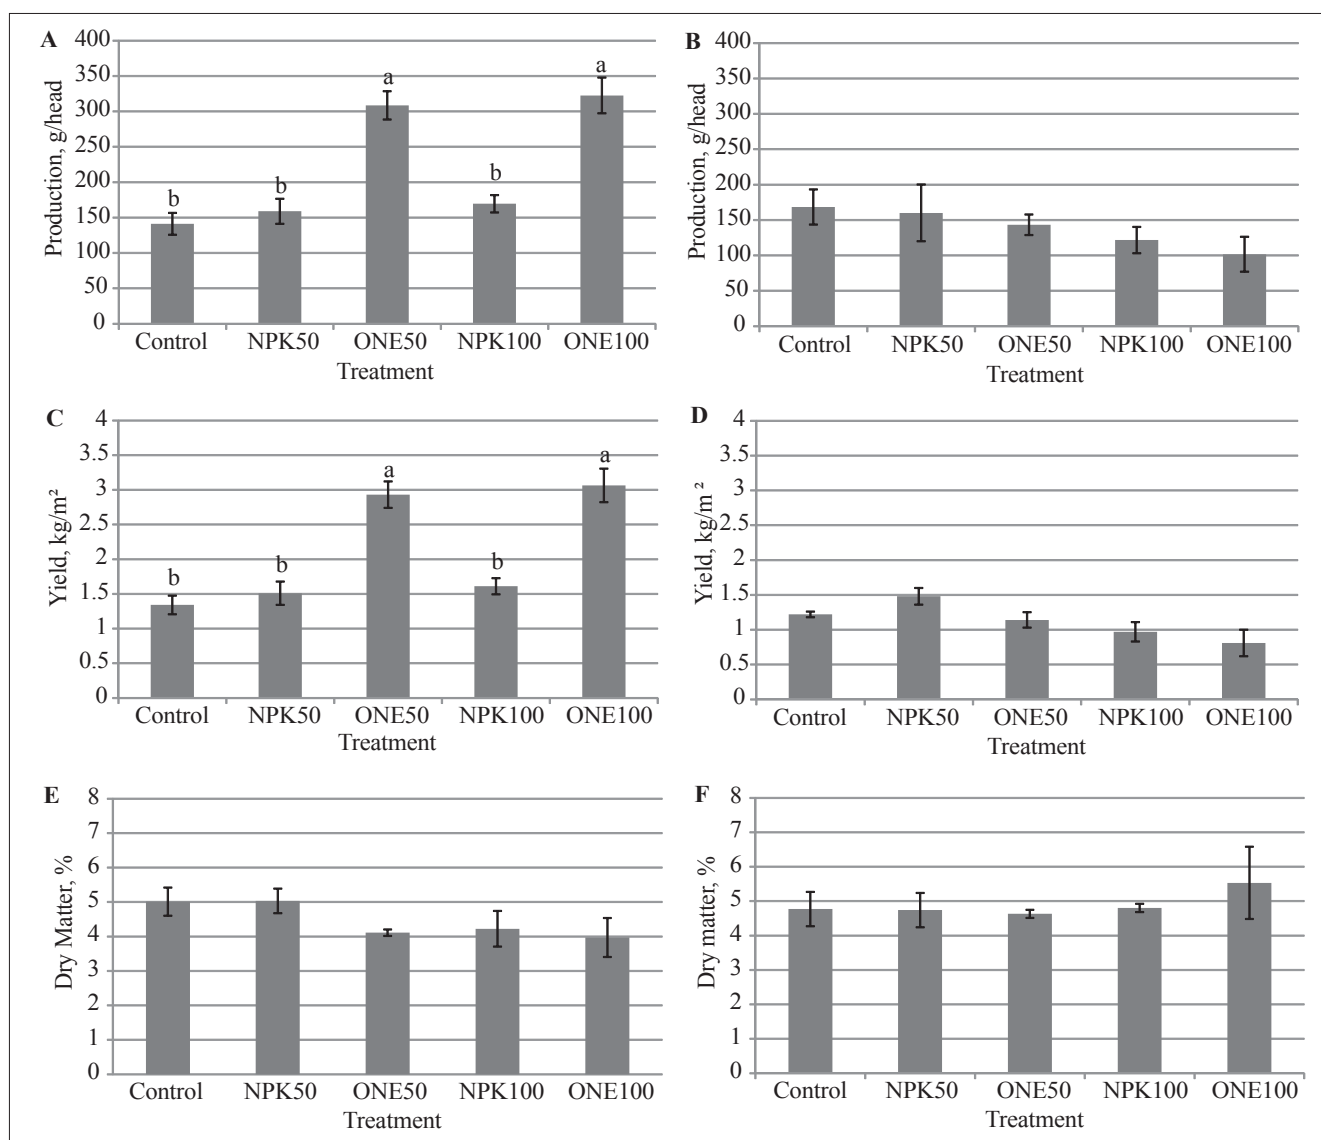 A
400
350
300
250
200
150
100
50
0
Production, g/head
b
b
a
b
a
Control NPK50 ONE50 NPK100 ONE100
Treatment
B
400
350
300
250
200
150
100
50
0
Production, g/head
Control NPK50 ONE50 NPK100 ONE100
Treatment
C
4
3.5
3
2.5
2
1.5
1
0.5
0
Yield, kg/m²
b
b
a
b
a
Control NPK50 ONE50 NPK100 ONE100
Treatment
D
4
3.5
3
2.5
2
1.5
1
0.5
0
Yield, kg/m ²
Control NPK50 ONE50 NPK100 ONE100
Treatment
E
8
7
6
5
4
3
2
1
0
Dry Matter, %
Control NPK50 ONE50 NPK100 ONE100
Treatment
F
8
7
6
5
4
3
2
1
0
Dry matter, %
Control NPK50 ONE50 NPK100 ONE100
Treatment